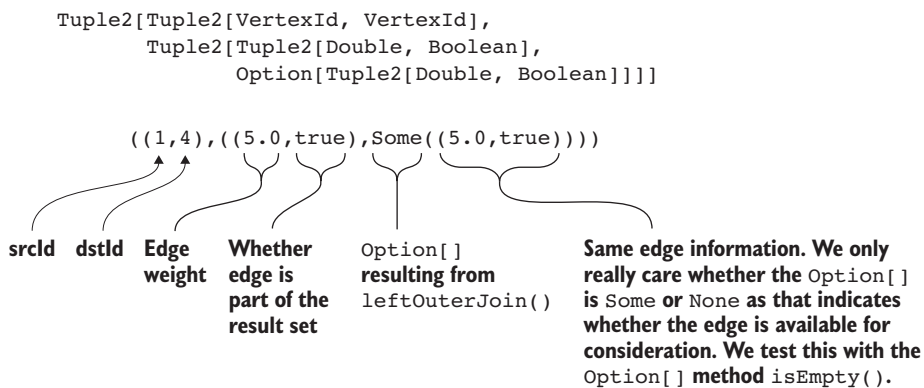 Tuple2[Tuple2[VertexId, VertexId],
Tuple2[Tuple2[Double, Boolean],
Option[Tuple2[Double, Boolean]]]]
((1,4),((5.0,true),Some((5.0,true))))
srcId
dstId
Edge
weight
Whether
edge is
part of the
result set
Option[]
resulting from
leftOuterJoin()
Same edge information. We only
really care whether the Option[]
is Some or None as that indicates
whether the edge is available for
consideration. We test this with the
Option[] method isEmpty().